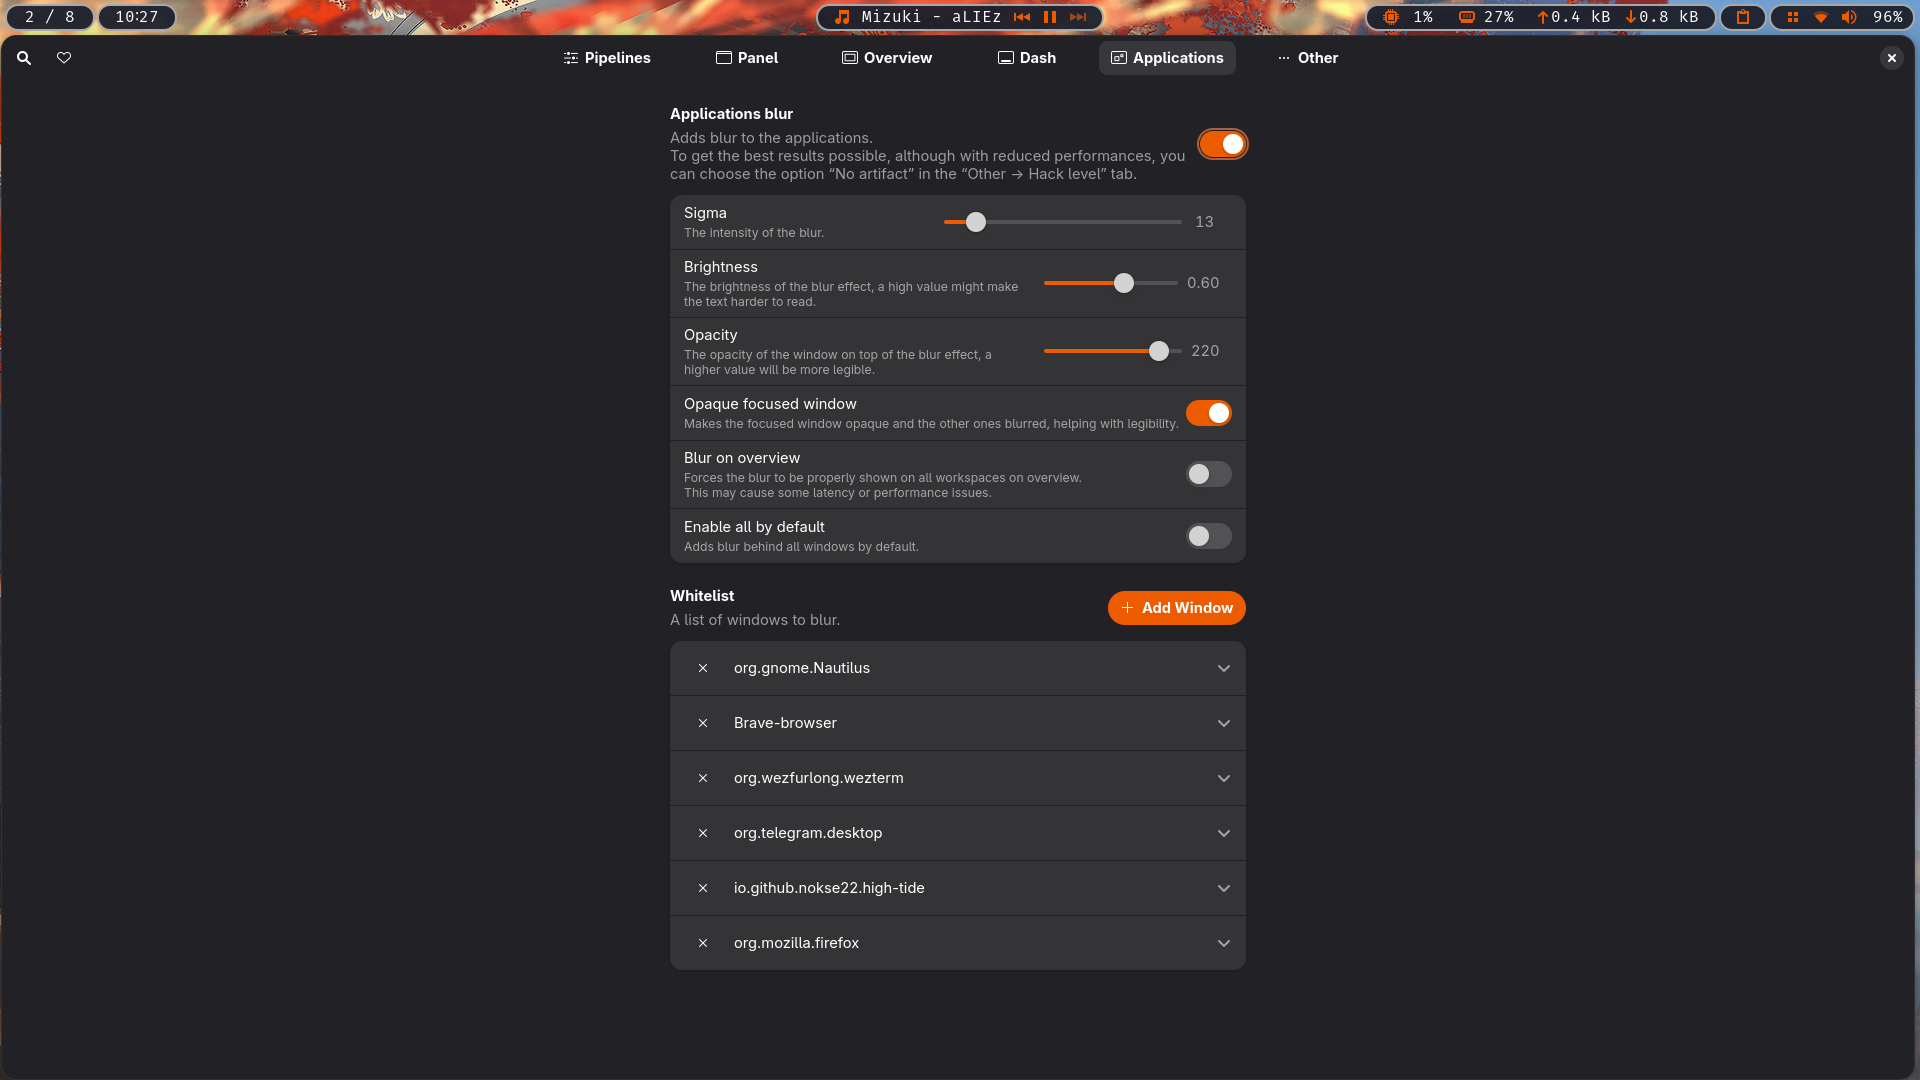 2 / 8
10:27
Mizuki - aLIEz
1%
27%
↑0.4 kB ↓0.8 kB
96%
Pipelines
Panel
Overview
Dash
Applications
Other
Applications blur
Adds blur to the applications.
To get the best results possible, although with reduced performances, you
can choose the option “No artifact” in the “Other → Hack level” tab.
Sigma
The intensity of the blur.
13
Brightness
The brightness of the blur effect, a high value might make
the text harder to read.
0.60
Opacity
The opacity of the window on top of the blur effect, a
higher value will be more legible.
220
Opaque focused window
Makes the focused window opaque and the other ones blurred, helping with legibility.
Blur on overview
Forces the blur to be properly shown on all workspaces on overview.
This may cause some latency or performance issues.
Enable all by default
Adds blur behind all windows by default.
Whitelist
A list of windows to blur.
Add Window
org.gnome.Nautilus
Brave-browser
org.wezfurlong.wezterm
org.telegram.desktop
io.github.nokse22.high-tide
org.mozilla.firefox